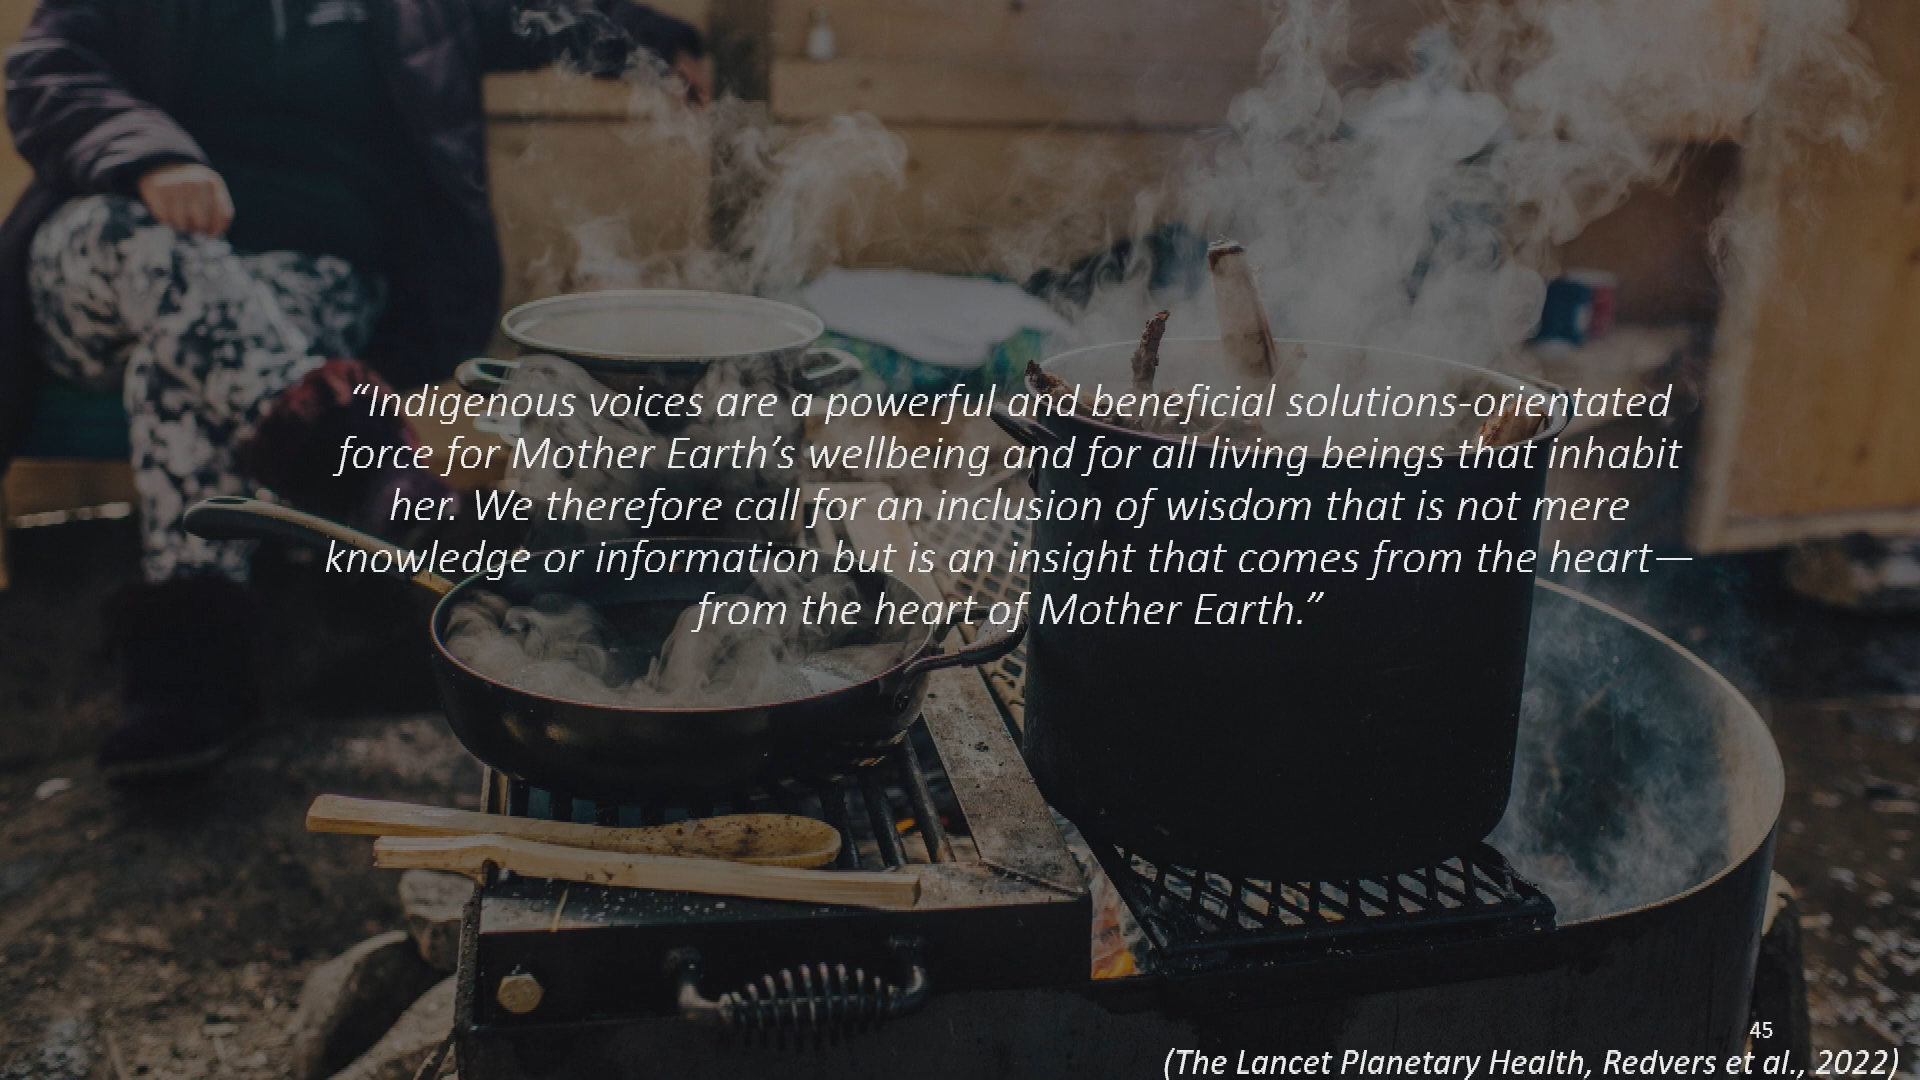 “Indigenous voices are a powerful and beneficial solutions-orientated
force for Mother Earth’s wellbeing and for all living beings that inhabit
her. We therefore call for an inclusion of wisdom that is not mere
knowledge or information but is an insight that comes from the heart—
from the heart of Mother Earth.”
45
(The Lancet Planetary Health, Redvers et al., 2022)